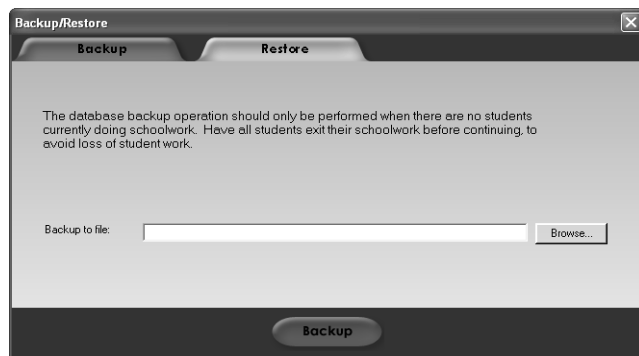 Backup/Restore
Backup
Restore
The database backup operation should only be performed when there are no students
currently doing schoolwork. Have all students exit their schoolwork before continuing, to
avoid loss of student work.
Backup to file:
Browse...
Backup